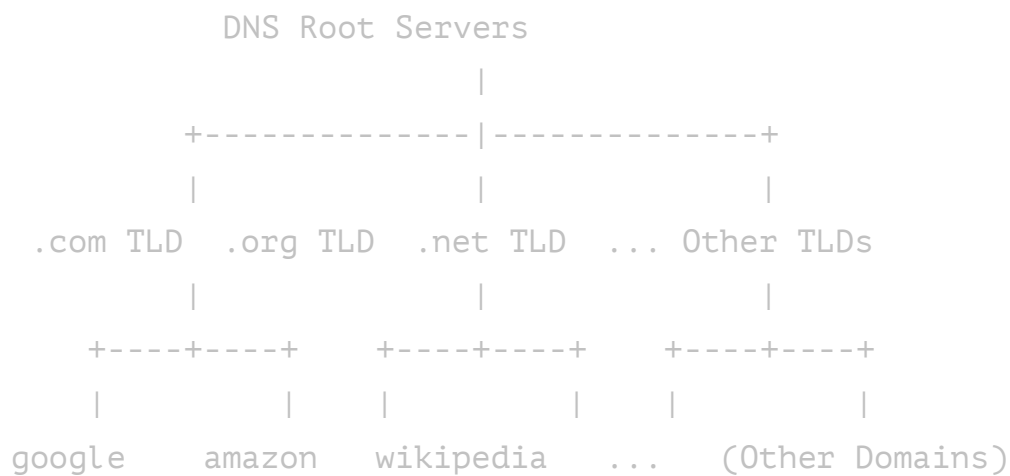 DNS Root Servers
|
+--------------|--------------+
| | |
.com TLD .org TLD .net TLD ... Other TLDs
| | |
+----+----+ +----+----+ +----+----+
| | | | | |
google amazon wikipedia ... (Other Domains)